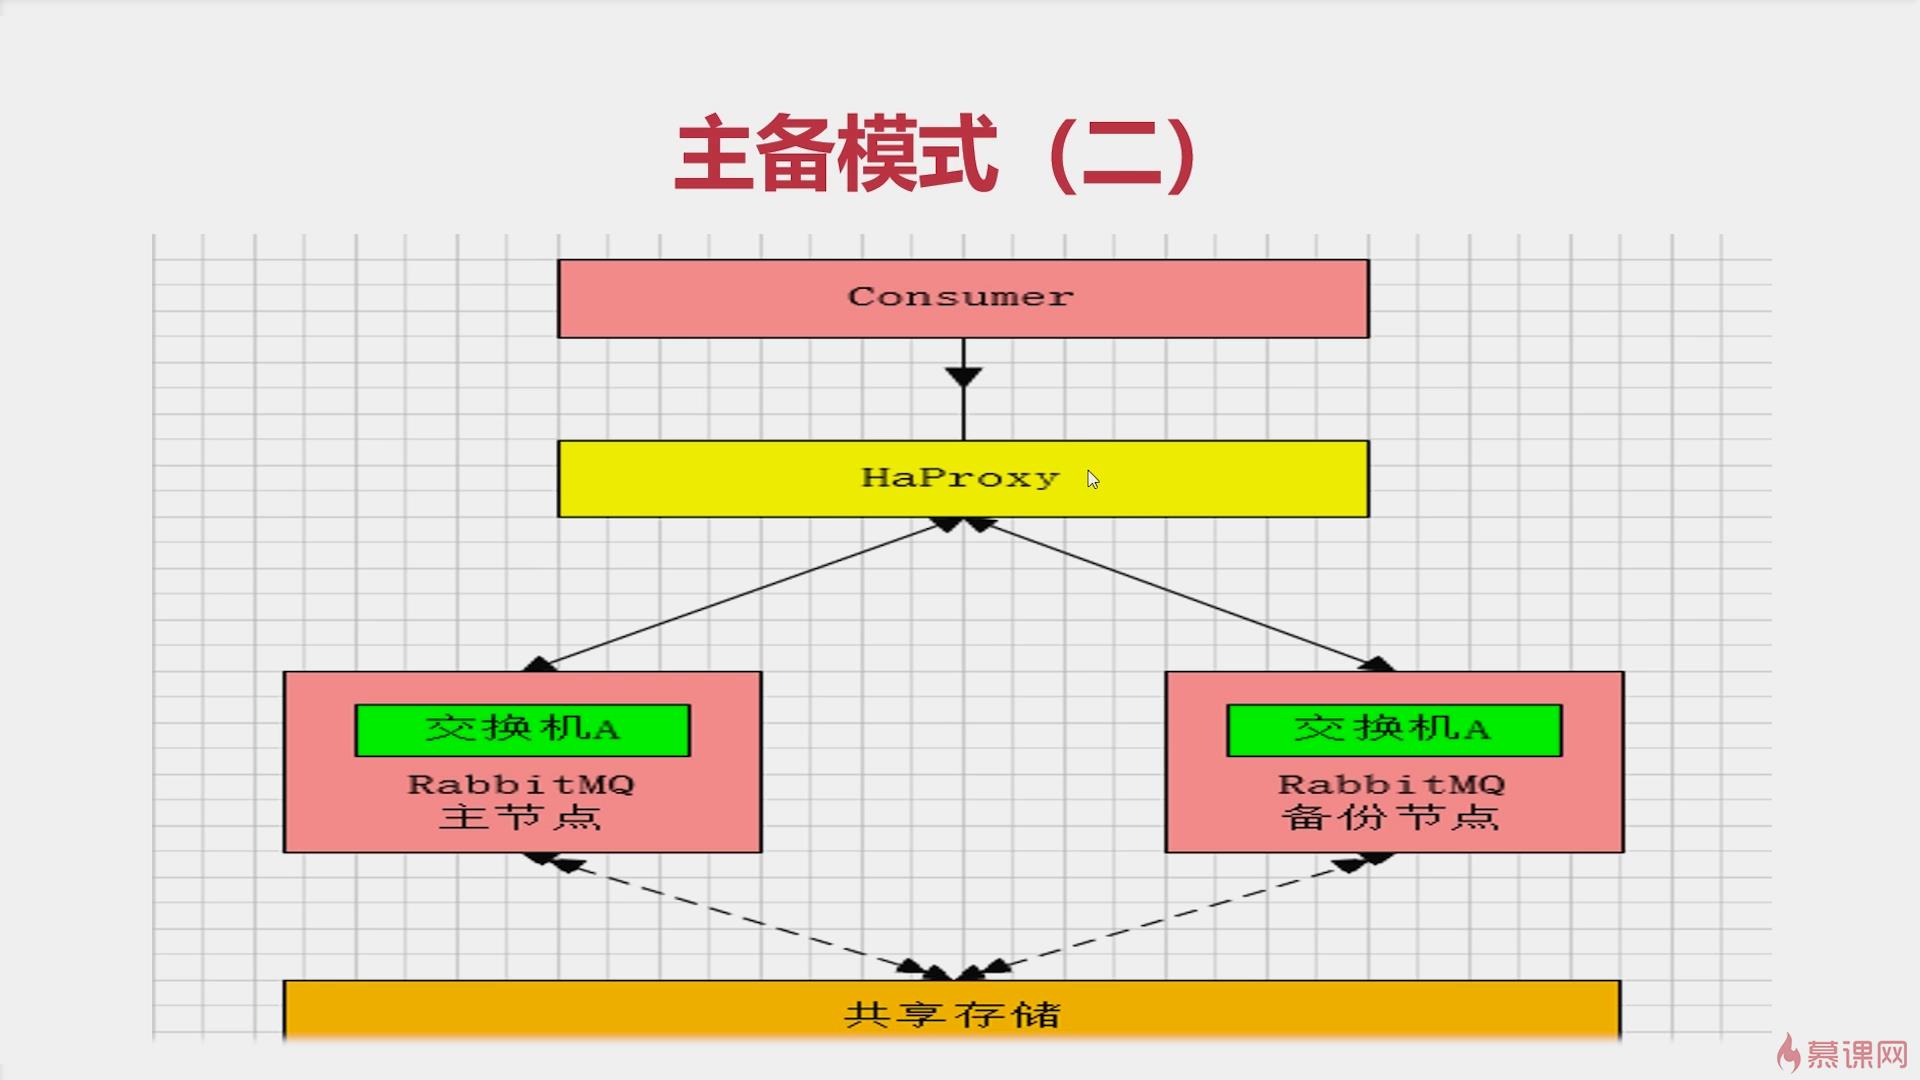 主备模式（二）
Consumer
HaProxy
交换机A
RabbitMQ
主节点
交换机A
RabbitMQ
备份节点
共享存储
慕课网